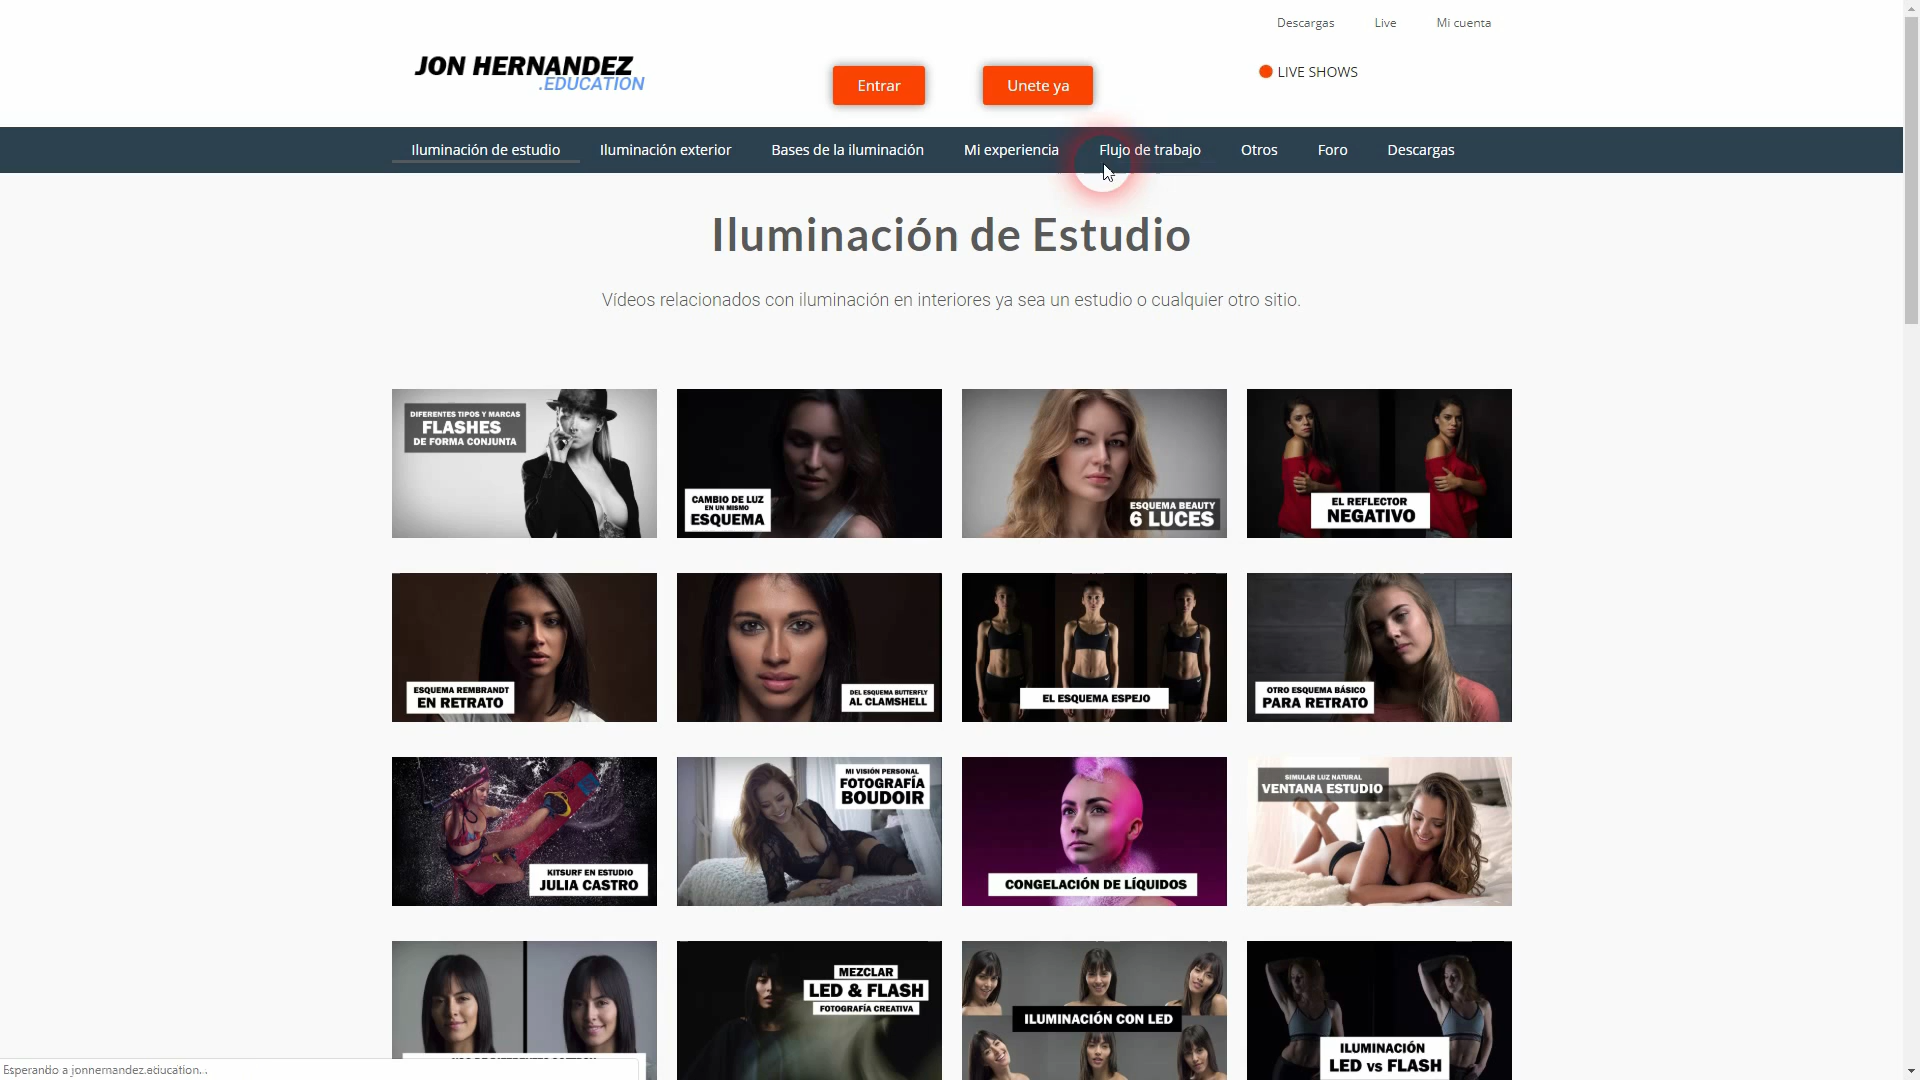 Descargas Live Mi cuenta
JON HERNANDEZ
.EDUCATION
Entrar Unete ya
LIVE SHOWS
Iluminación de estudio Iluminación exterior Bases de la iluminación Mi experiencia Flujo de trabajo Otros Foro Descargas
Iluminación de Estudio
Vídeos relacionados con iluminación en interiores ya sea un estudio o cualquier otro sitio.
DIFERENTES TIPOS Y MARCAS
FLASHES
DE FORMA CONJUNTA
CAMBIO DE LUZ
EN UN MISMO
ESQUEMA
ESQUEMA BEAUTY
6 LUCES
EL REFLECTOR
NEGATIVO
ESQUEMA REMBRANDT
EN RETRATO
DEL ESQUEMA BUTTERFLY
AL CLAMSHELL
EL ESQUEMA ESPEJO
OTRO ESQUEMA BÁSICO
PARA RETRATO
KITSURF EN ESTUDIO
JULIA CASTRO
MI VISIÓN PERSONAL
FOTOGRAFÍA
BOUDOIR
CONGELACIÓN DE LÍQUIDOS
SIMULAR LUZ NATURAL
VENTANA ESTUDIO
MEZCLAR
LED & FLASH
FOTOGRAFÍA CREATIVA
ILUMINACIÓN CON LED
ILUMINACIÓN
LED vs FLASH
Esperando a jonhernandez.education...